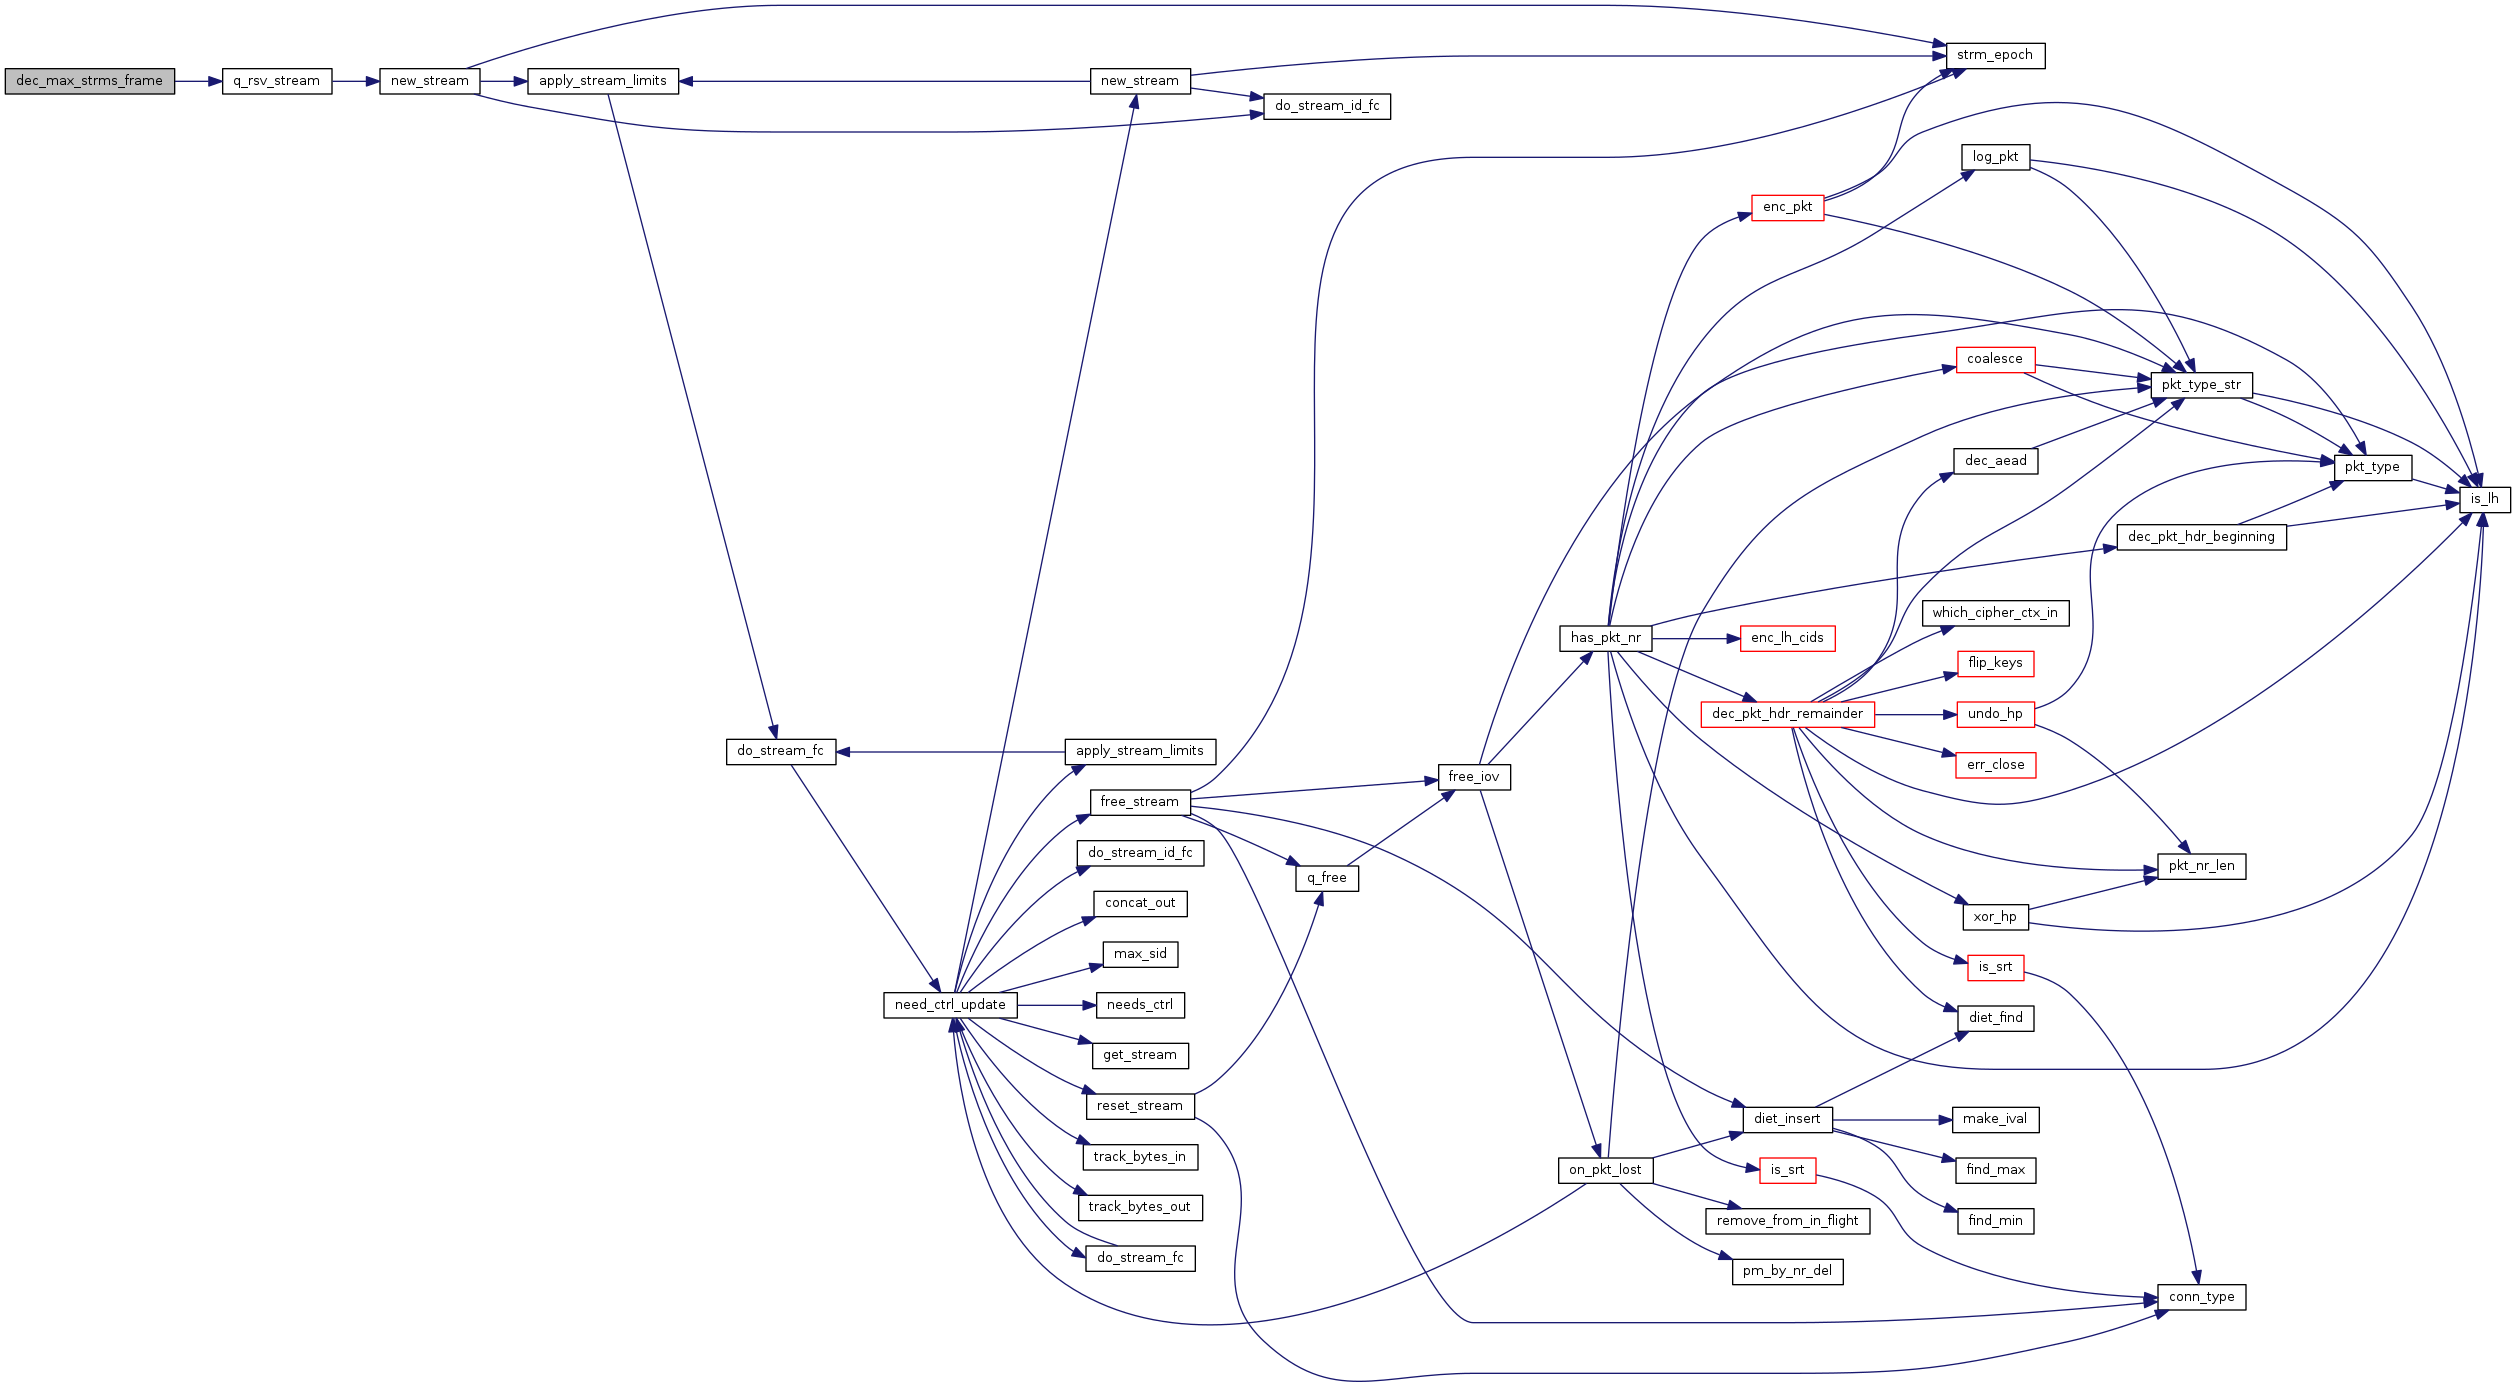 dec_max_strms_frame
q_rsv_stream
new_stream
apply_stream_limits
new_stream
do_stream_id_fc
strm_epoch
log_pkt
enc_pkt
coalesce
pkt_type_str
dec_aead
pkt_type
is_lh
dec_pkt_hdr_beginning
which_cipher_ctx_in
has_pkt_nr
enc_lh_cids
flip_keys
dec_pkt_hdr_remainder
undo_hp
do_stream_fc
apply_stream_limits
free_iov
err_close
free_stream
do_stream_id_fc
q_free
pkt_nr_len
concat_out
xor_hp
max_sid
is_srt
need_ctrl_update
needs_ctrl
diet_find
get_stream
reset_stream
diet_insert
make_ival
track_bytes_in
on_pkt_lost
is_srt
find_max
track_bytes_out
remove_from_in_flight
find_min
do_stream_fc
pm_by_nr_del
conn_type